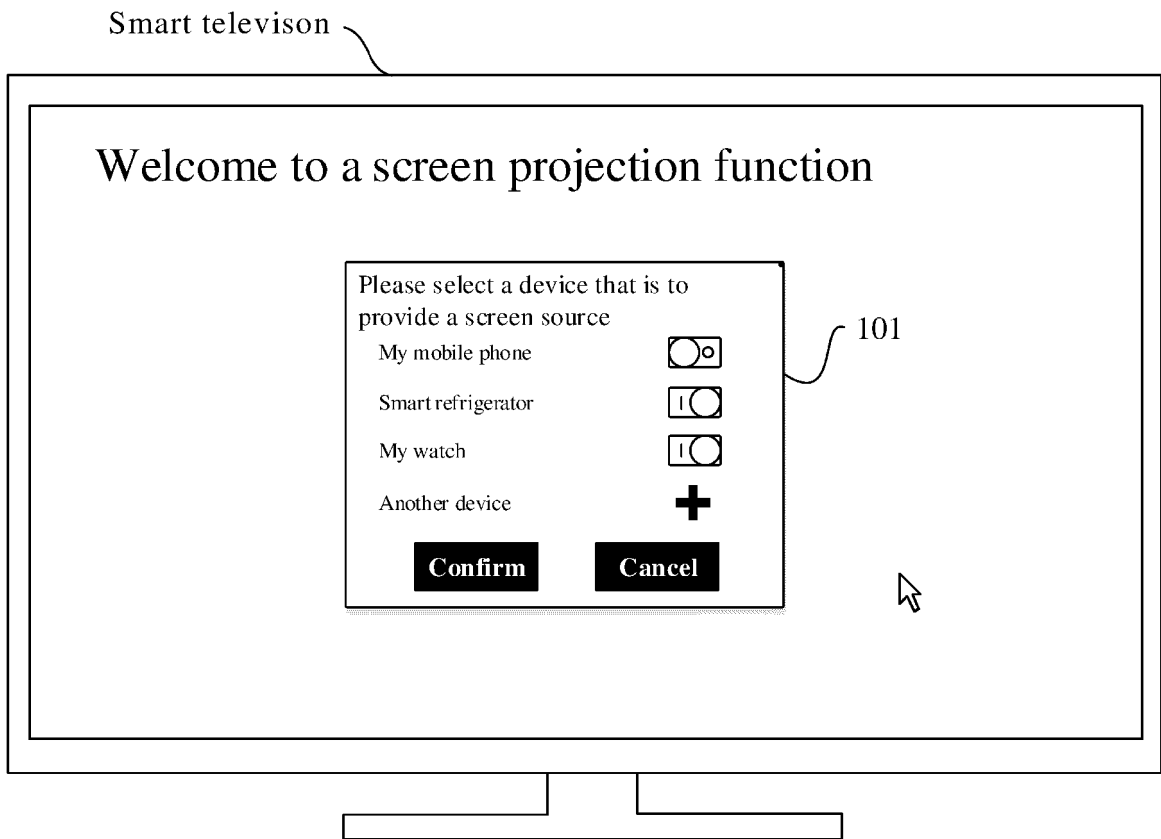 Smart televison
Welcome to a screen projection function
Please select a device that is to
provide a screen source
101
My mobile phone
Smart refrigerator
My watch
Another device
Confirm
Cancel